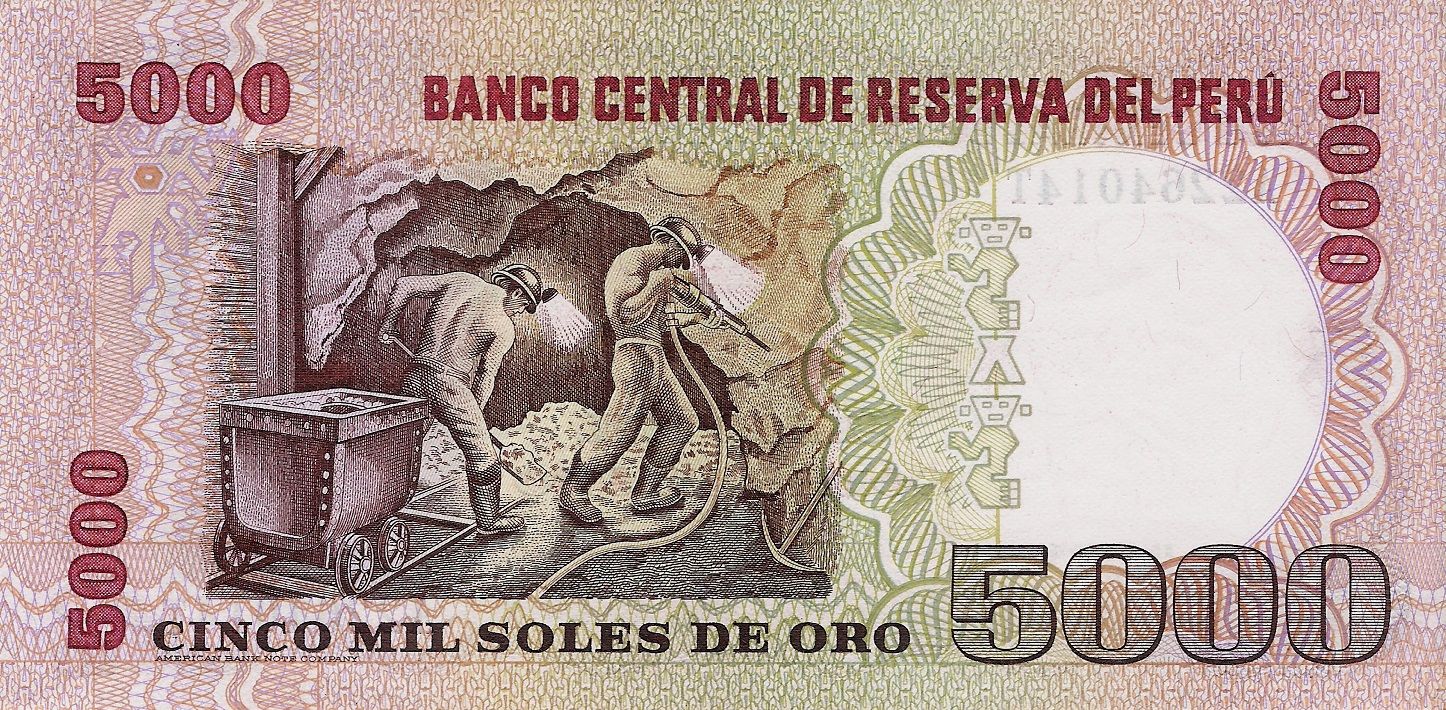 5000
BANCO CENTRAL DE RESERVA DEL PERÚ
5000
5000
CINCO MIL SOLES DE ORO
5000
AMERICAN BANK NOTE COMPANY